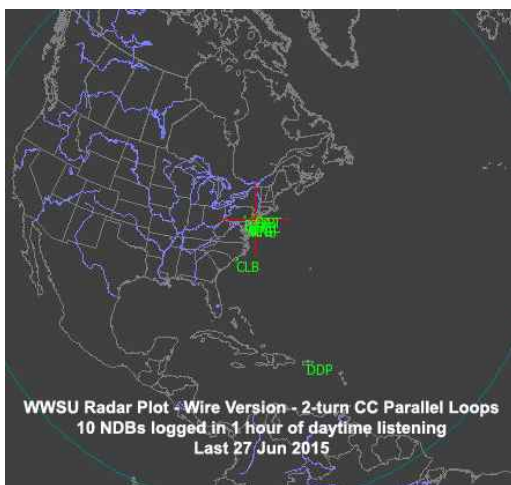 CLB
DDP
WWSU Radar Plot - Wire Version - 2-turn CC Parallel Loops
10 NDBs logged in 1 hour of daytime listening
Last 27 Jun 2015